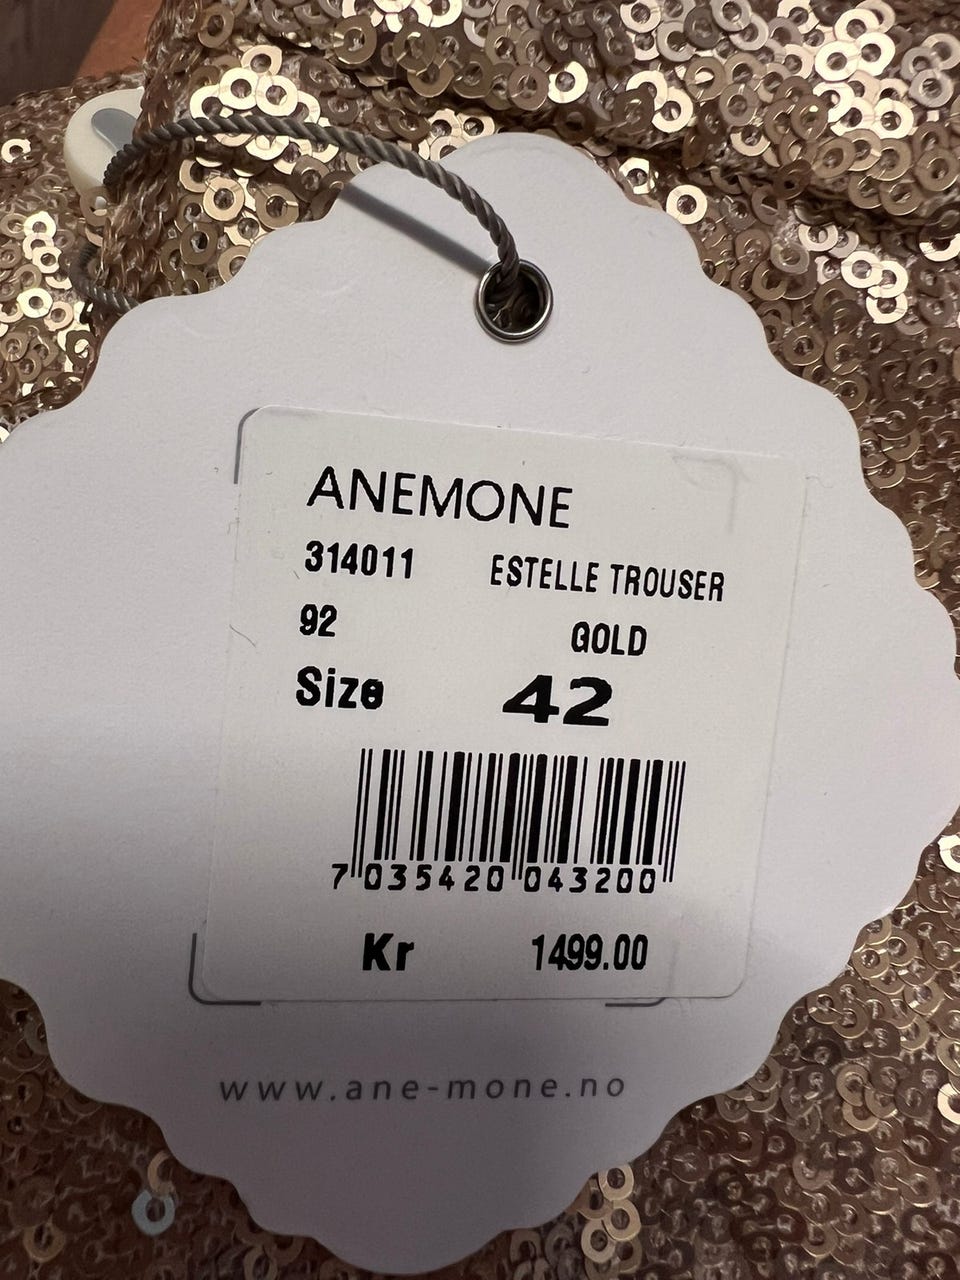 ANEMONE
314011 ESTELLE TROUSER
92 GOLD
Size 42
7 035420 043200
Kr 1499.00
www.ane-mone.no